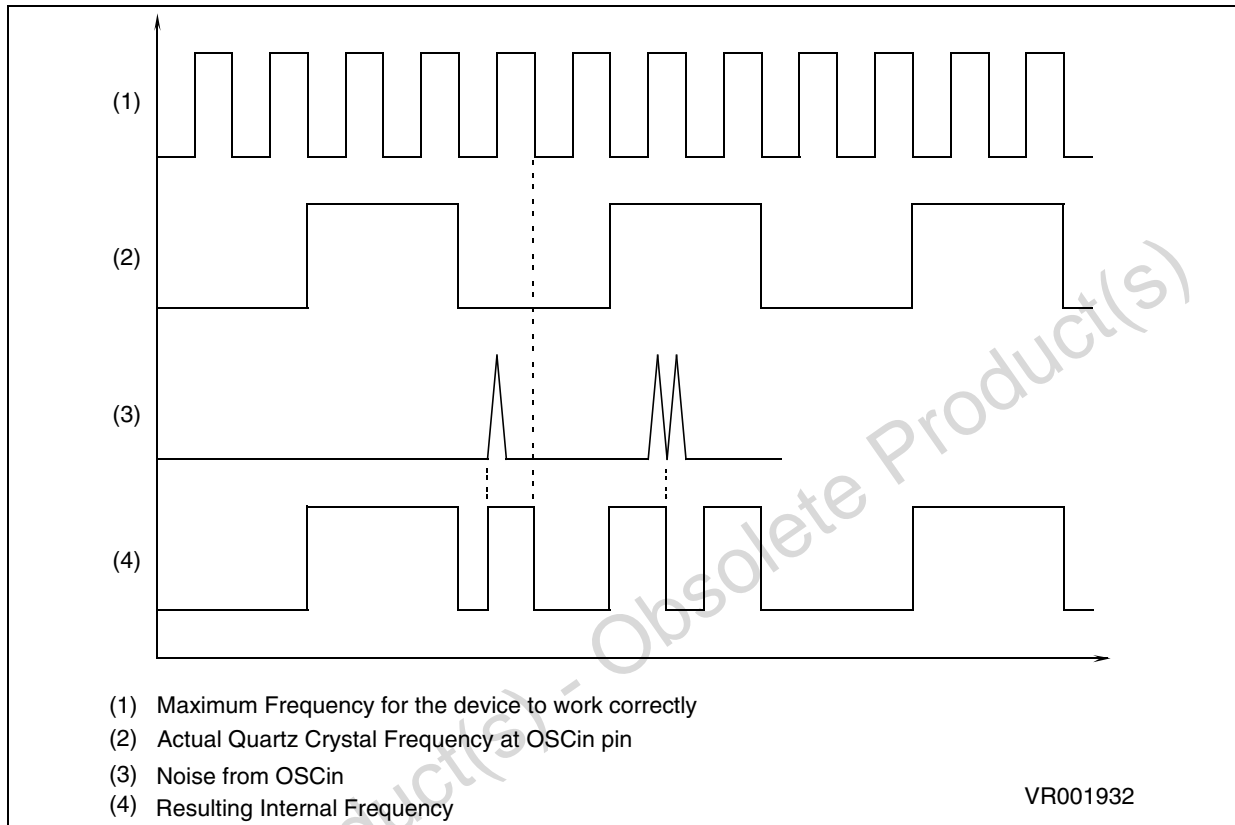 (1)
(2)
(3)
(4)
(1) Maximum Frequency for the device to work correctly
(2) Actual Quartz Crystal Frequency at OSCin pin
(3) Noise from OSCin
(4) Resulting Internal Frequency
VR001932
duct(s) - Obsolete Product(s)